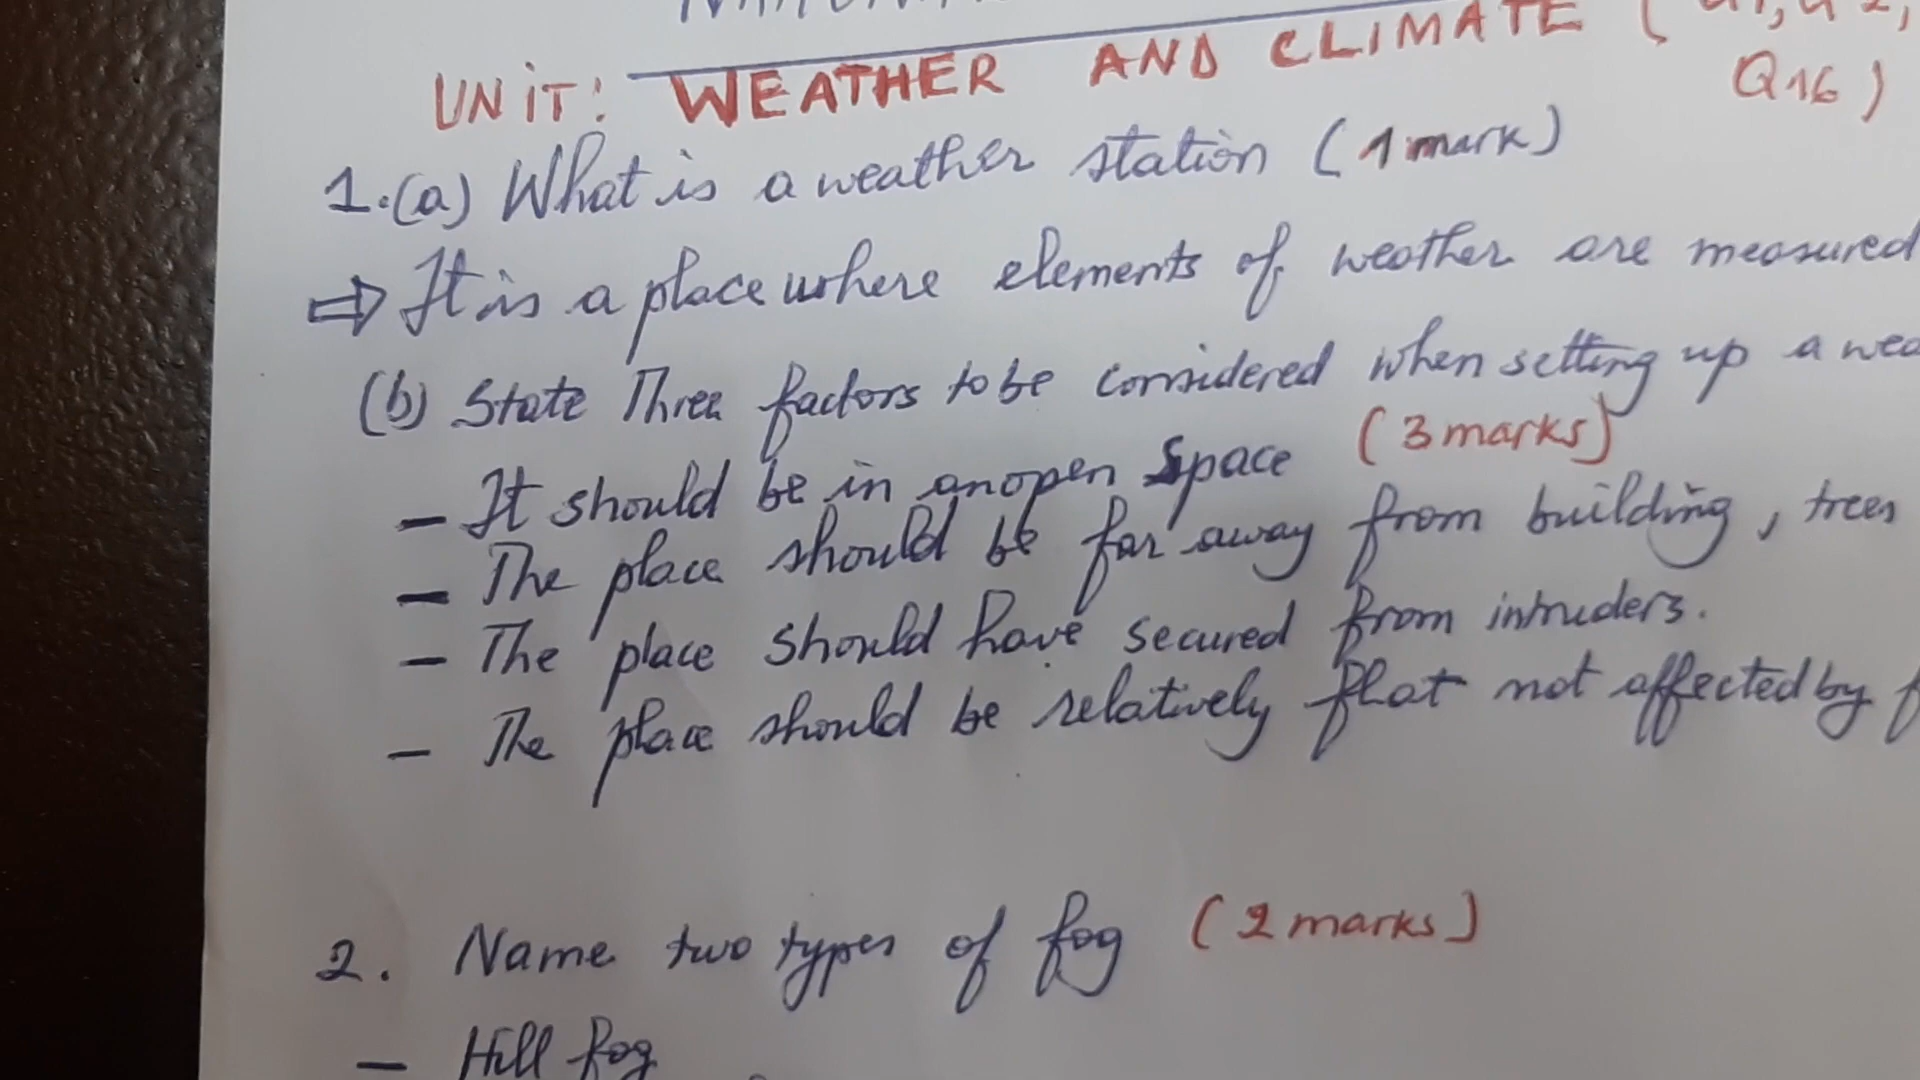 UNIT: WEATHER AND CLIMATE (
Q16)
1.(a) What is a weather station (1 mark)
⇒ It is a place where elements of weather are measured
(b) State Three factors to be considered when setting up a
(3 marks)
- It should be in an open space
- The place should be far away from building, trees
- The place should have secured from intruders.
- The place should be relatively flat not affected by
2. Name two types of fog (2 marks)
- Hill fog